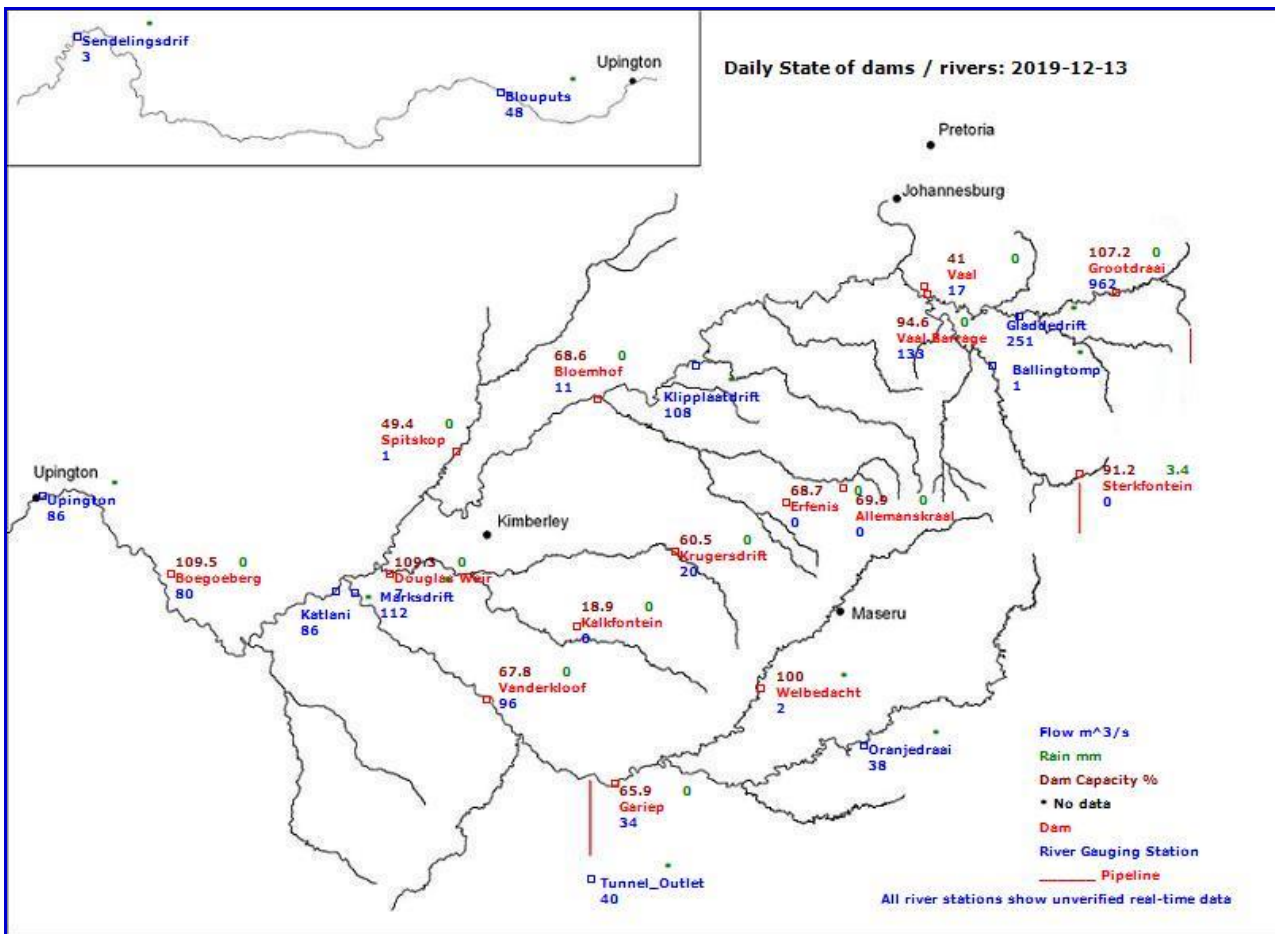 Sendelingsdrif
3
Upington
Blouputs
48
Daily State of dams / rivers: 2019-12-13
Pretoria
Johannesburg
41 0
Vaal
17
107.2 0
Grootdraai
962
94.6 0
Vaal Barrage
133
Gladdedrift
251
Ballingtomp
1
68.6 0
Bloemhof
11
Klipplaatdrift
108
49.4 0
Spitskop
1
Upington
Upington
86
91.2 3.4
Sterkfontein
0
68.7 0
Erfenis
0
69.9 0
Allemanskraal
0
Kimberley
109.5 0
Boegoeberg
80
109.3 0
Douglas Weir
7
60.5 0
Krugersdrift
20
Katlani
86
Marksdrift
112
18.9 0
Kalkfontein
0
Maseru
67.8 0
Vanderkloof
96
100
Welbedacht
2
Oranjedraai
38
65.9 0
Gariep
34
Tunnel_Outlet
40
Flow m^3/s
Rain mm
Dam Capacity %
* No data
Dam
River Gauging Station
_______ Pipeline
All river stations show unverified real-time data